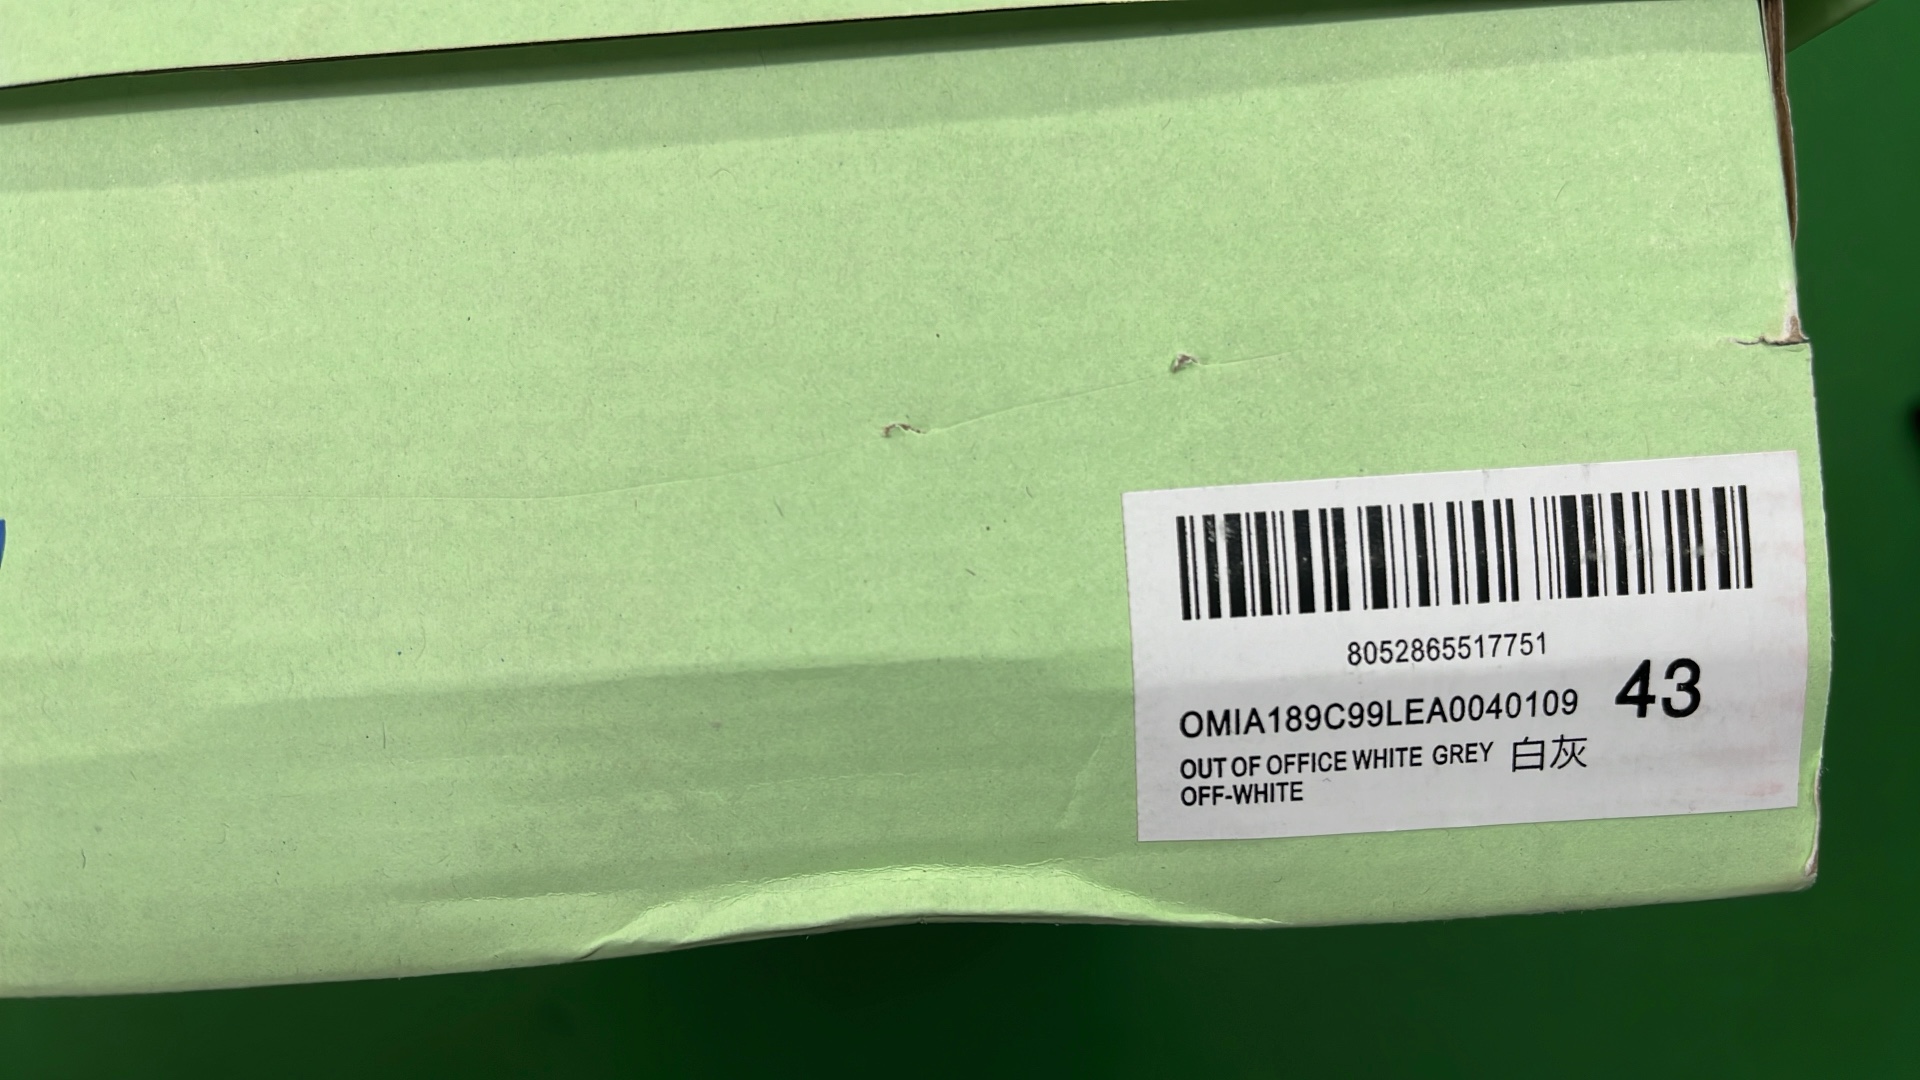 8052865517751
OMIA189C99LEA0040109 43
OUT OF OFFICE WHITE GREY 白灰
OFF-WHITE